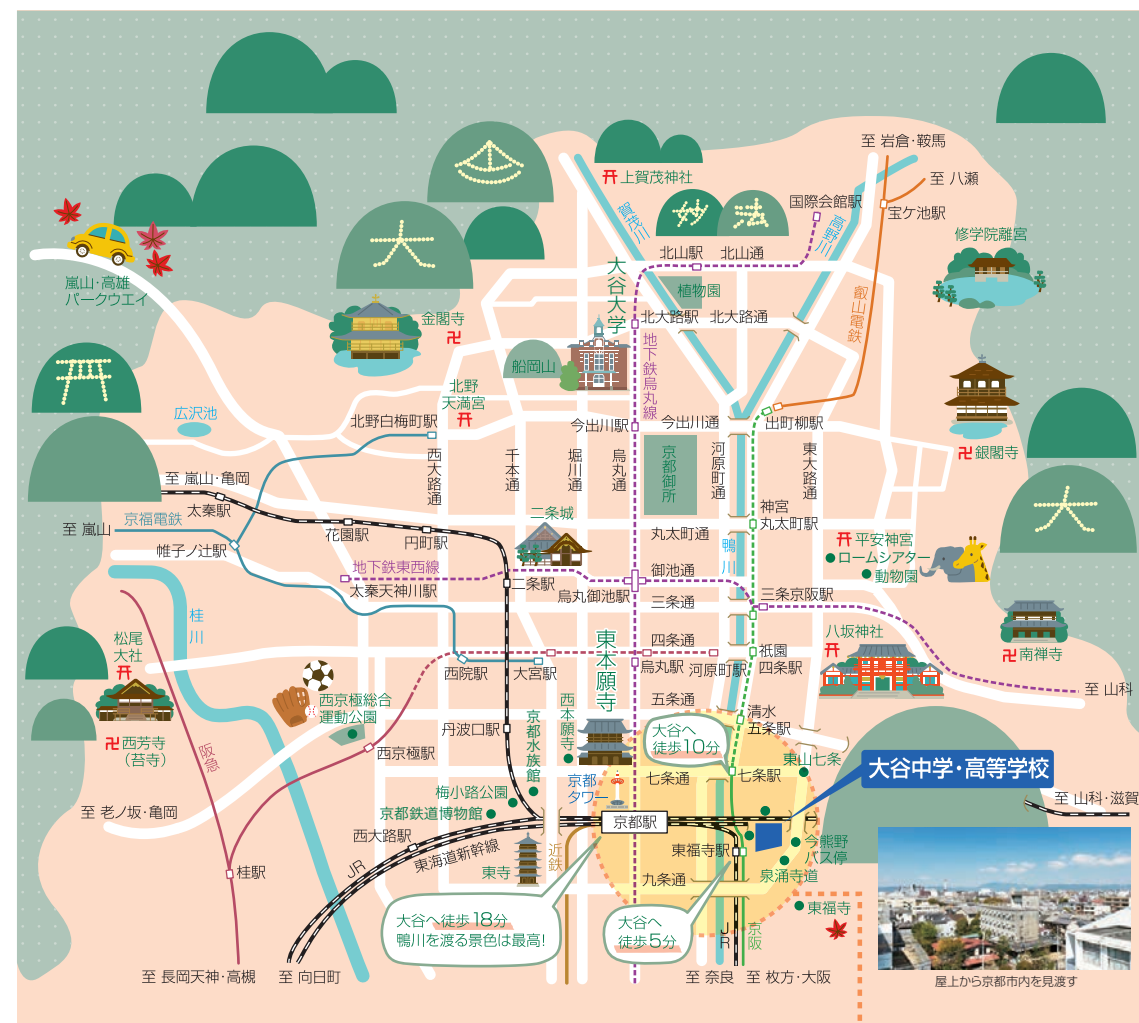 至 岩倉・鞍馬
至 八瀬
上賀茂神社
国際会館駅
宝ケ池駅
賀茂川
妙
法
高野川
修学院離宮
北山駅
北山通
大
嵐山・高雄
パークウエイ
大谷大学
植物園
叡山電鉄
金閣寺
北大路駅
北大路通
地下鉄烏丸線
船岡山
北野
天満宮
広沢池
北野白梅町駅
今出川駅
今出川通
出町柳駅
銀閣寺
西大路通
千本通
堀川通
烏丸通
京都御所
河原町通
東大路通
大
至 嵐山・亀岡
太秦駅
京福電鉄
至 嵐山
花園駅
円町駅
二条城
丸太町通
神宮
丸太町駅
平安神宮
ロームシアター
動物園
帷子ノ辻駅
鴨川
地下鉄東西線
太秦天神川駅
二条駅
烏丸御池駅
御池通
三条通
三条京阪駅
桂川
松尾
大社
東本願寺
四条通
八坂神社
南禅寺
西院駅
大宮駅
烏丸駅
河原町駅
祇園
四条駅
至 山科
西京極総合
運動公園
西芳寺
(苔寺)
阪急
西京極駅
丹波口駅
京都水族館
西本願寺
五条通
清水
五条駅
大谷へ
徒歩10分
七条通
七条駅
東山七条
大谷中学・高等学校
京都
タワー
梅小路公園
京都鉄道博物館
至 老ノ坂・亀岡
至 山科・滋賀
京都駅
西大路駅
東海道新幹線
JR
近鉄
東寺
東福寺駅
今熊野
バス停
泉涌寺道
九条通
桂駅
東福寺
大谷へ徒歩18分
鴨川を渡る景色は最高!
大谷へ
徒歩5分
JR
京阪
至 長岡天神・高槻
至 向日町
至 奈良
至 枚方・大阪
屋上から京都市内を見渡す